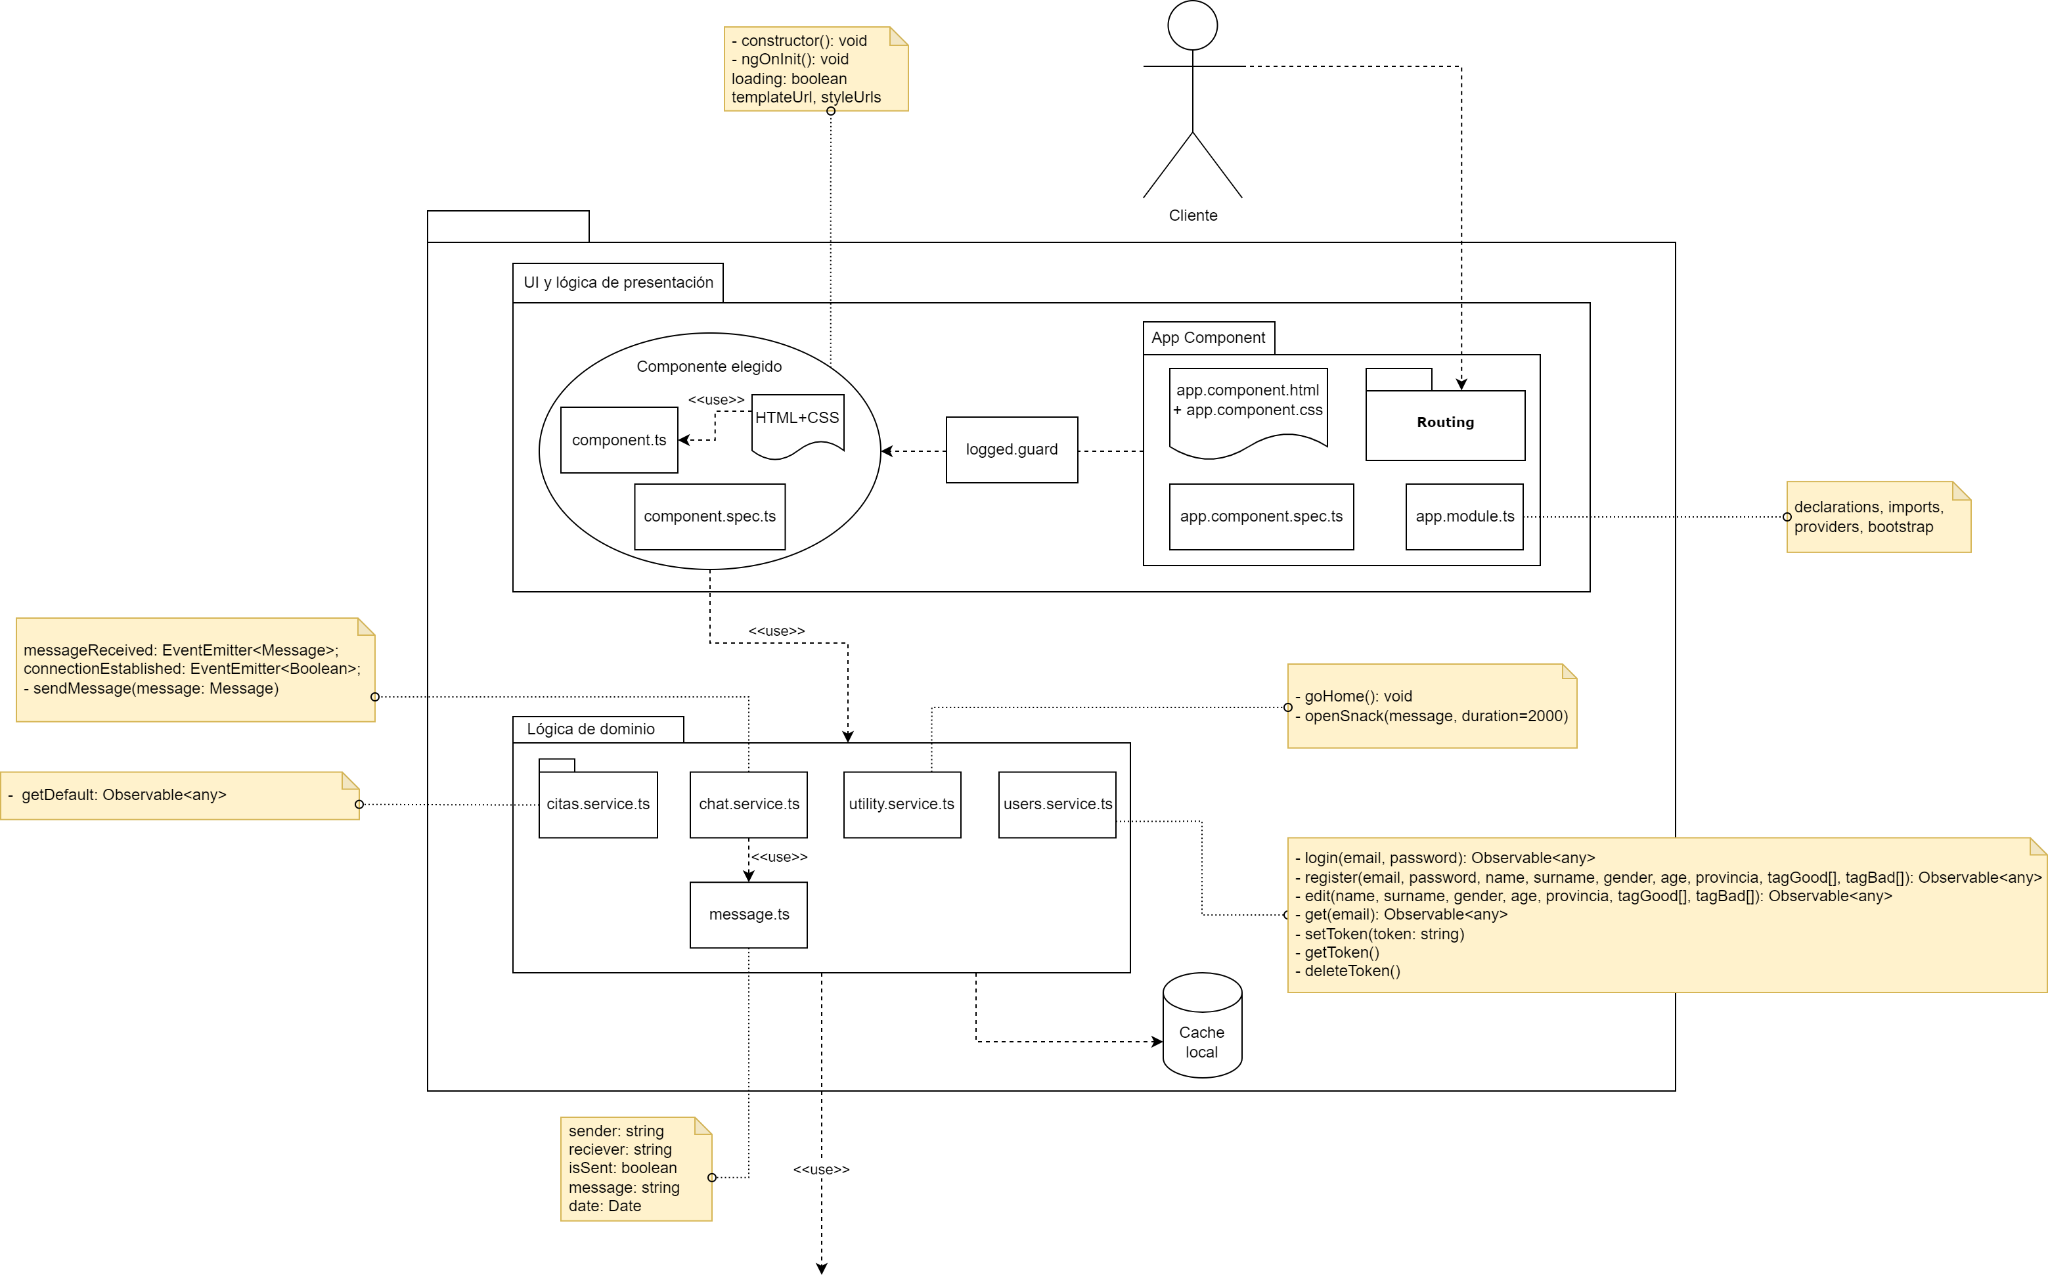 - constructor(): void
- ngOnInit(): void
loading: boolean
templateUrl, styleUrls
Cliente
UI y lógica de presentación
App Component
Componente elegido
<<use>>
HTML+CSS
component.ts
component.spec.ts
logged.guard
app.component.html
+ app.component.css
Routing
app.component.spec.ts
app.module.ts
declarations, imports,
providers, bootstrap
<<use>>
messageReceived: EventEmitter<Message>;
connectionEstablished: EventEmitter<Boolean>;
- sendMessage(message: Message)
- goHome(): void
- openSnack(message, duration=2000)
Lógica de dominio
- getDefault: Observable<any>
citas.service.ts
chat.service.ts
utility.service.ts
users.service.ts
<<use>>
message.ts
- login(email, password): Observable<any>
- register(email, password, name, surname, gender, age, provincia, tagGood[], tagBad[]): Observable<any>
- edit(name, surname, gender, age, provincia, tagGood[], tagBad[]): Observable<any>
- get(email): Observable<any>
- setToken(token: string)
- getToken()
- deleteToken()
Cache
local
sender: string
reciever: string
isSent: boolean
message: string
date: Date
<<use>>